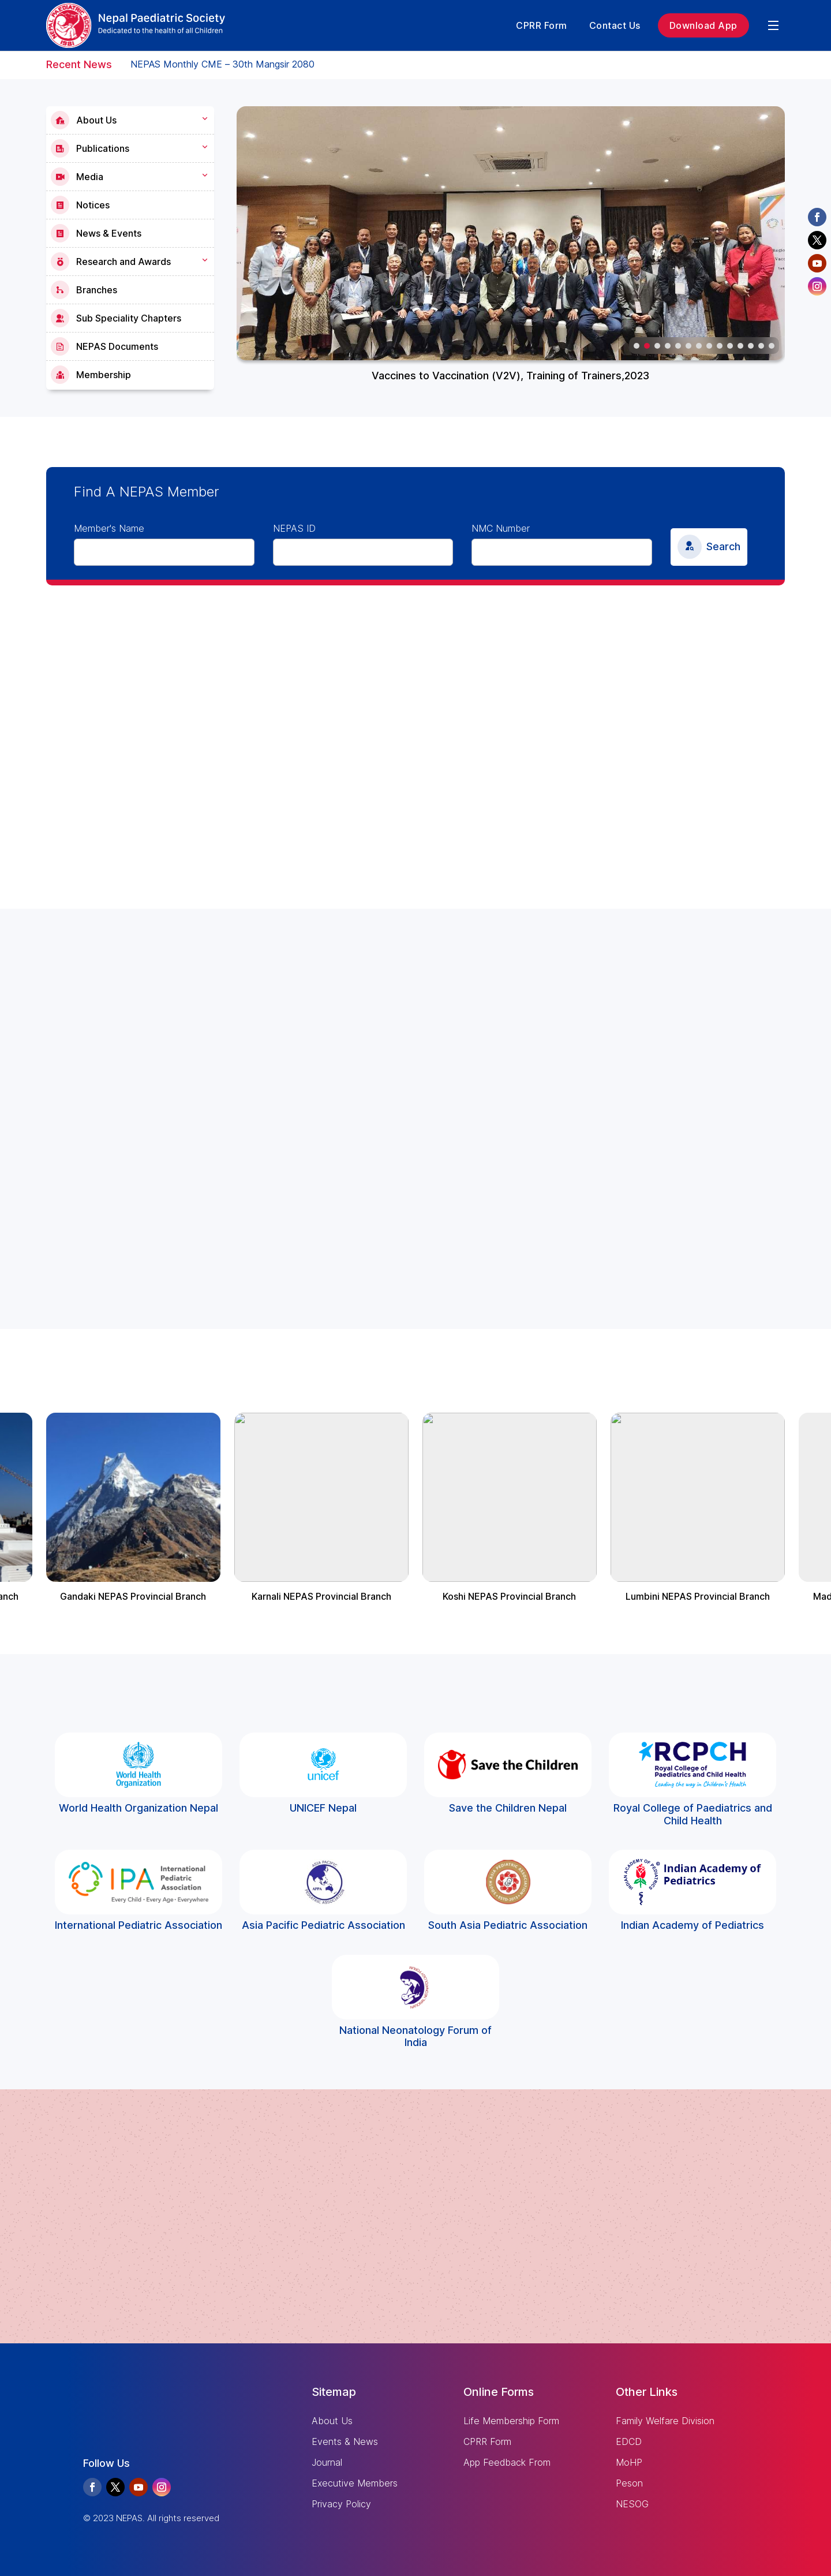 Nepal Paediatric Society
Dedicated to the health of all Children
CPRR Form
Contact Us
Download App
Recent News
NEPAS Monthly CME – 30th Mangsir 2080
About Us
Publications
Media
Notices
News & Events
Research and Awards
Branches
Sub Speciality Chapters
NEPAS Documents
Membership
Vaccines to Vaccination (V2V), Training of Trainers,2023
Find A NEPAS Member
Member's Name
NEPAS ID
NMC Number
Search
anch
Gandaki NEPAS Provincial Branch
Karnali NEPAS Provincial Branch
Koshi NEPAS Provincial Branch
Lumbini NEPAS Provincial Branch
Mad
World Health
Organization
World Health Organization Nepal
unicef
UNICEF Nepal
Save the Children
Save the Children Nepal
RCPCH
Royal College of
Paediatrics and Child Health
Leading the way in Children's Health
Royal College of Paediatrics and
Child Health
IPA
International
Pediatric
Association
Every Child • Every Age • Everywhere
International Pediatric Association
Asia Pacific Pediatric Association
South Asia Pediatric Association
Indian Academy of
Pediatrics
Indian Academy of Pediatrics
National Neonatology Forum of
India
Follow Us
© 2023 NEPAS. All rights reserved
Sitemap
About Us
Events & News
Journal
Executive Members
Privacy Policy
Online Forms
Life Membership Form
CPRR Form
App Feedback From
Other Links
Family Welfare Division
EDCD
MoHP
Peson
NESOG